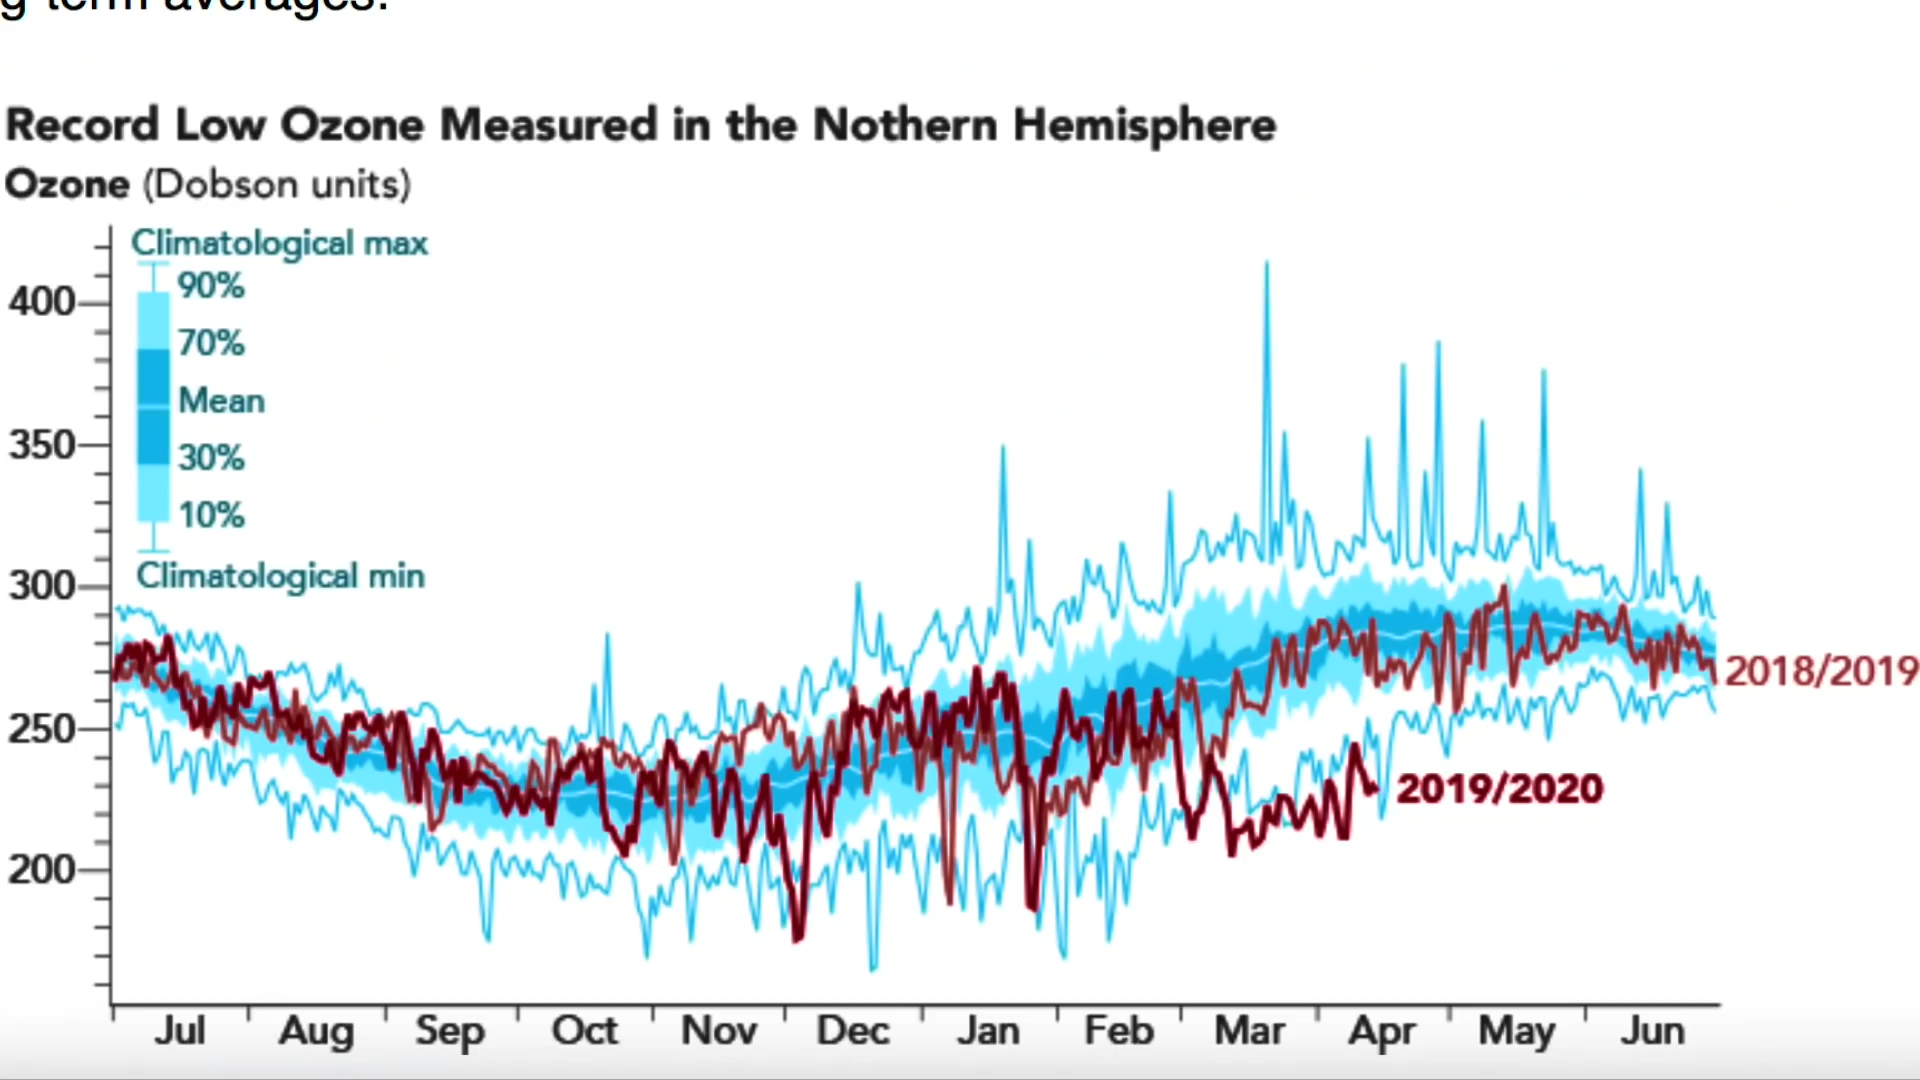 g-term averages.
Record Low Ozone Measured in the Nothern Hemisphere
Ozone (Dobson units)
Climatological max
90%
70%
Mean
30%
10%
Climatological min
400
350
300
250
200
2018/2019
2019/2020
Jul Aug Sep Oct Nov Dec Jan Feb Mar Apr May Jun